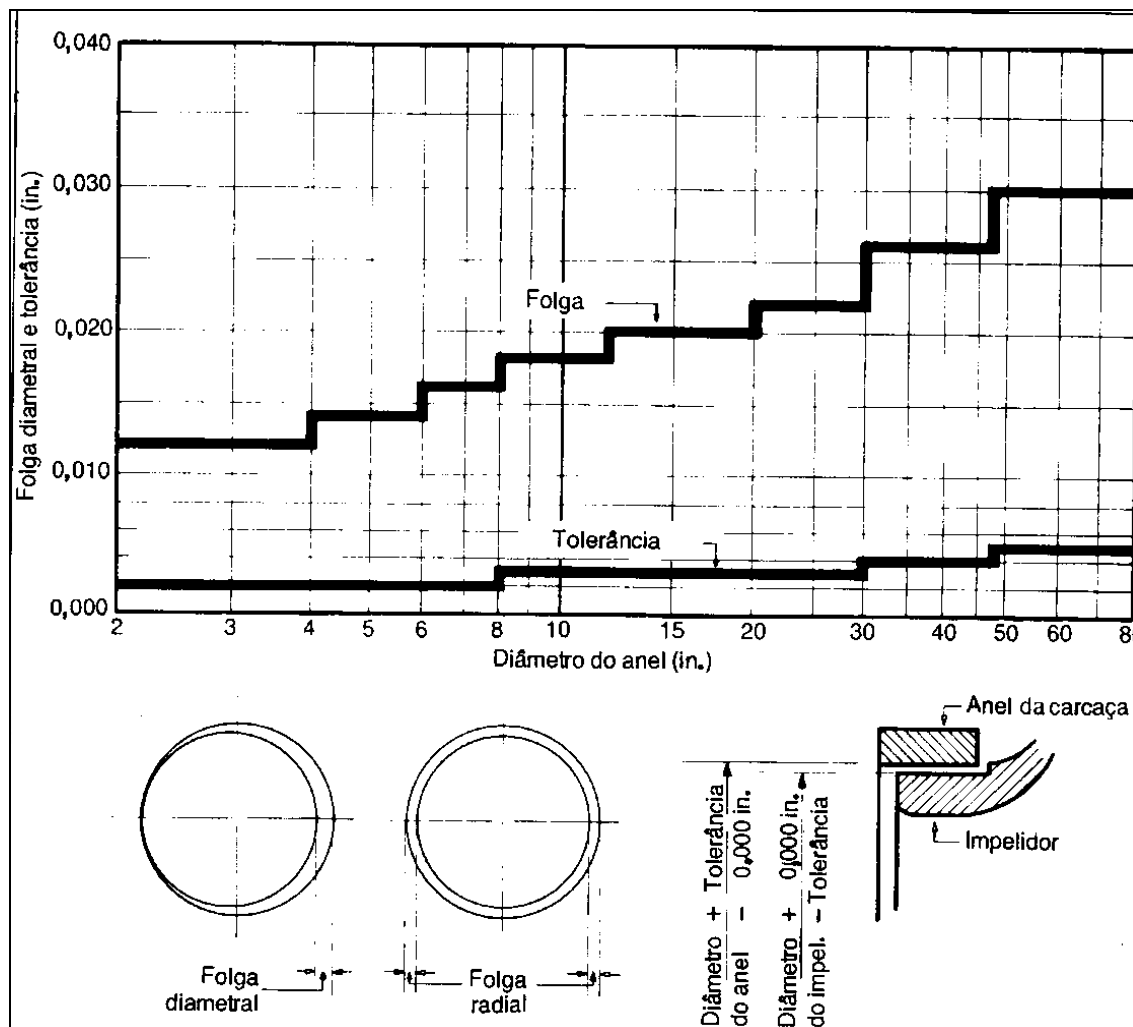 Folga diametral e tolerância (in.)
0,040
0,030
0,020
0,010
0,000
Folga
Tolerância
2 3 4 5 6 8 10 15 20 30 40 50 60 8
Diâmetro do anel (in.)
Folga
diametral
Folga
radial
Diâmetro + Tolerância
do anel - 0,000 in.
Diâmetro + 0,000 in.
do impel. - Tolerância
Anel da carcaça
Impelidor